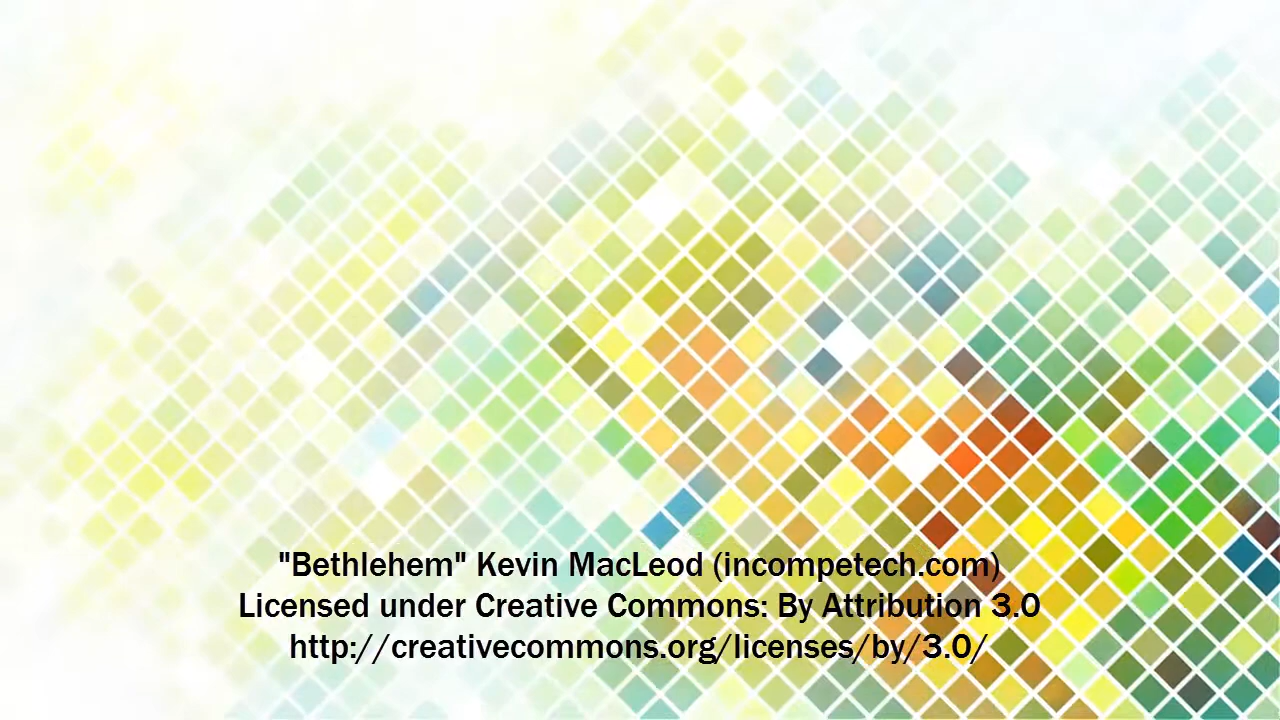 "Bethlehem" Kevin MacLeod (incompetech.com)
Licensed under Creative Commons: By Attribution 3.0
http://creativecommons.org/licenses/by/3.0/